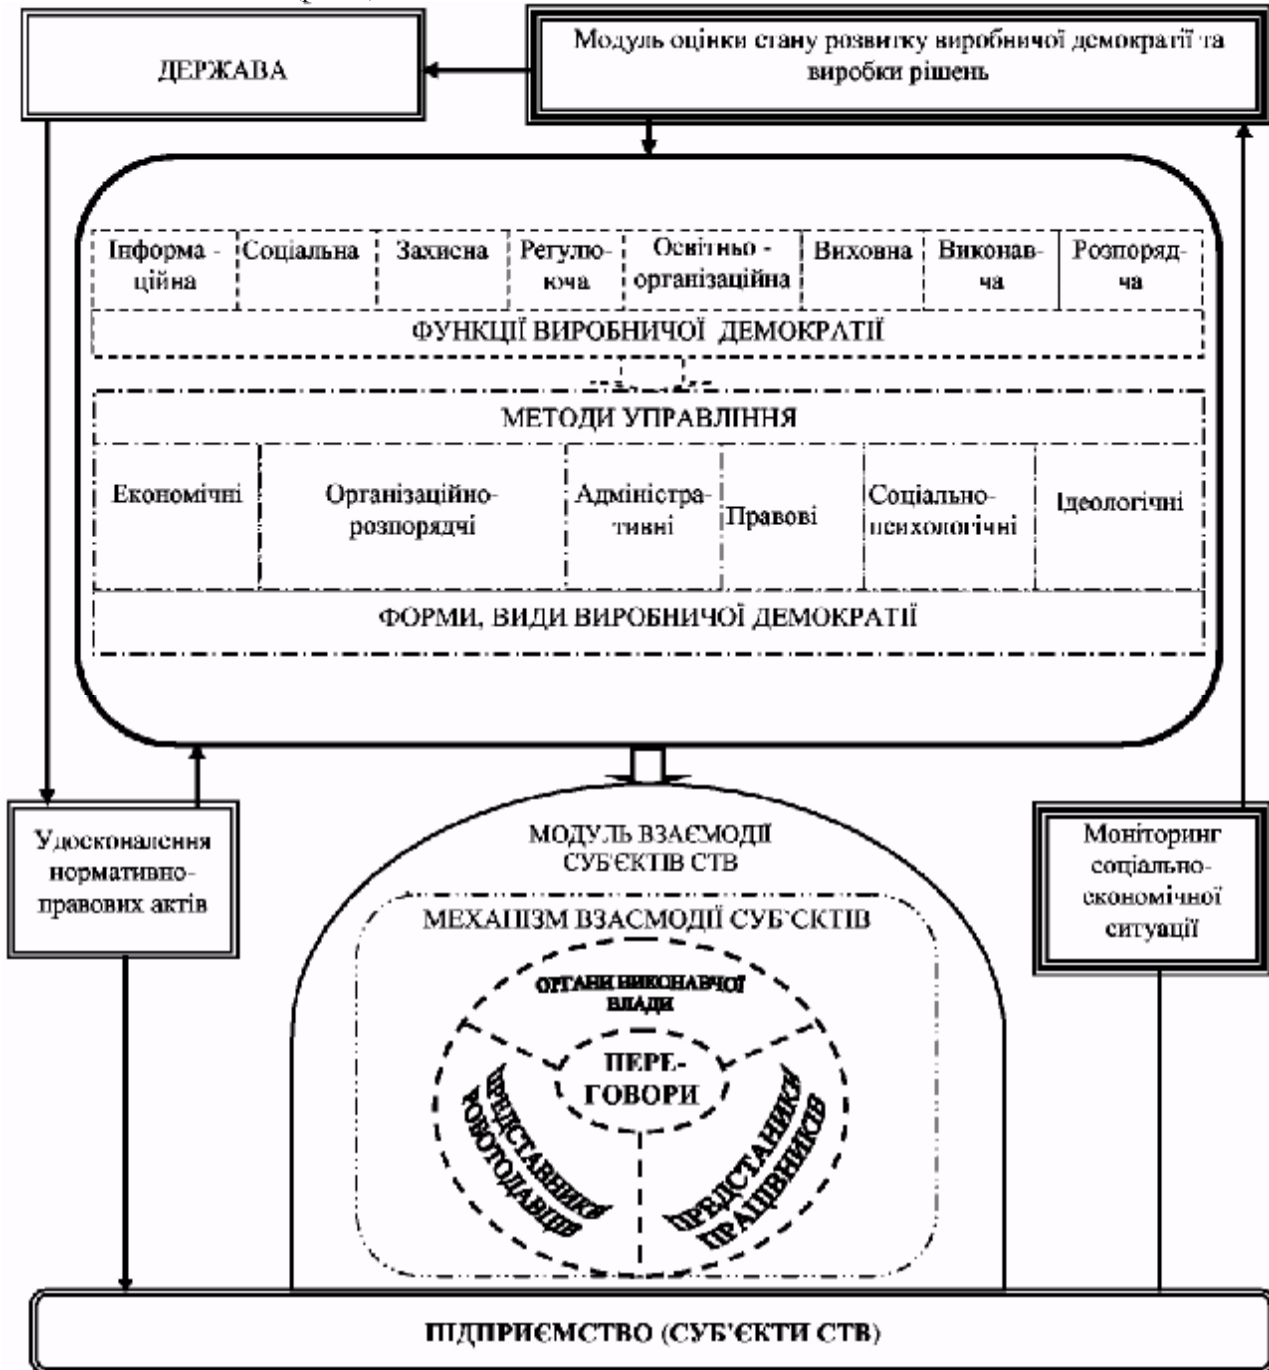 ДЕРЖАВА
Модуль оцінки стану розвитку виробничої демократії та
виробки рішень
Інформа -
ційна
Соціальна
Захисна
Регулю-
юча
Освітньо -
організаційна
Виховна
Виконав-
ча
Розпоряд-
ча
ФУНКЦІЇ ВИРОБНИЧОЇ ДЕМОКРАТІЇ
МЕТОДИ УПРАВЛІННЯ
Економічні
Організаційно-
розпорядчі
Адміністра-
тивні
Правові
Соціально-
психологічні
Ідеологічні
ФОРМИ, ВИДИ ВИРОБНИЧОЇ ДЕМОКРАТІЇ
Удосконалення
нормативно-
правових актів
МОДУЛЬ ВЗАЄМОДІЇ
СУБ'ЄКТІВ СТВ
Моніторинг
соціально-
економічної
ситуації
МЕХАНІЗМ ВЗАЄМОДІЇ СУБ'ЄКТІВ
ОРГАНИ ВИКОНАВЧОЇ
ВЛАДИ
ПЕРЕ-
ГОВОРИ
ПРЕДСТАВНИКИ
РОБОТОДАВЦІВ
ПРЕДСТАНИКИ
ПРАЦІВНИКІВ
ПІДПРИЄМСТВО (СУБ'ЄКТИ СТВ)